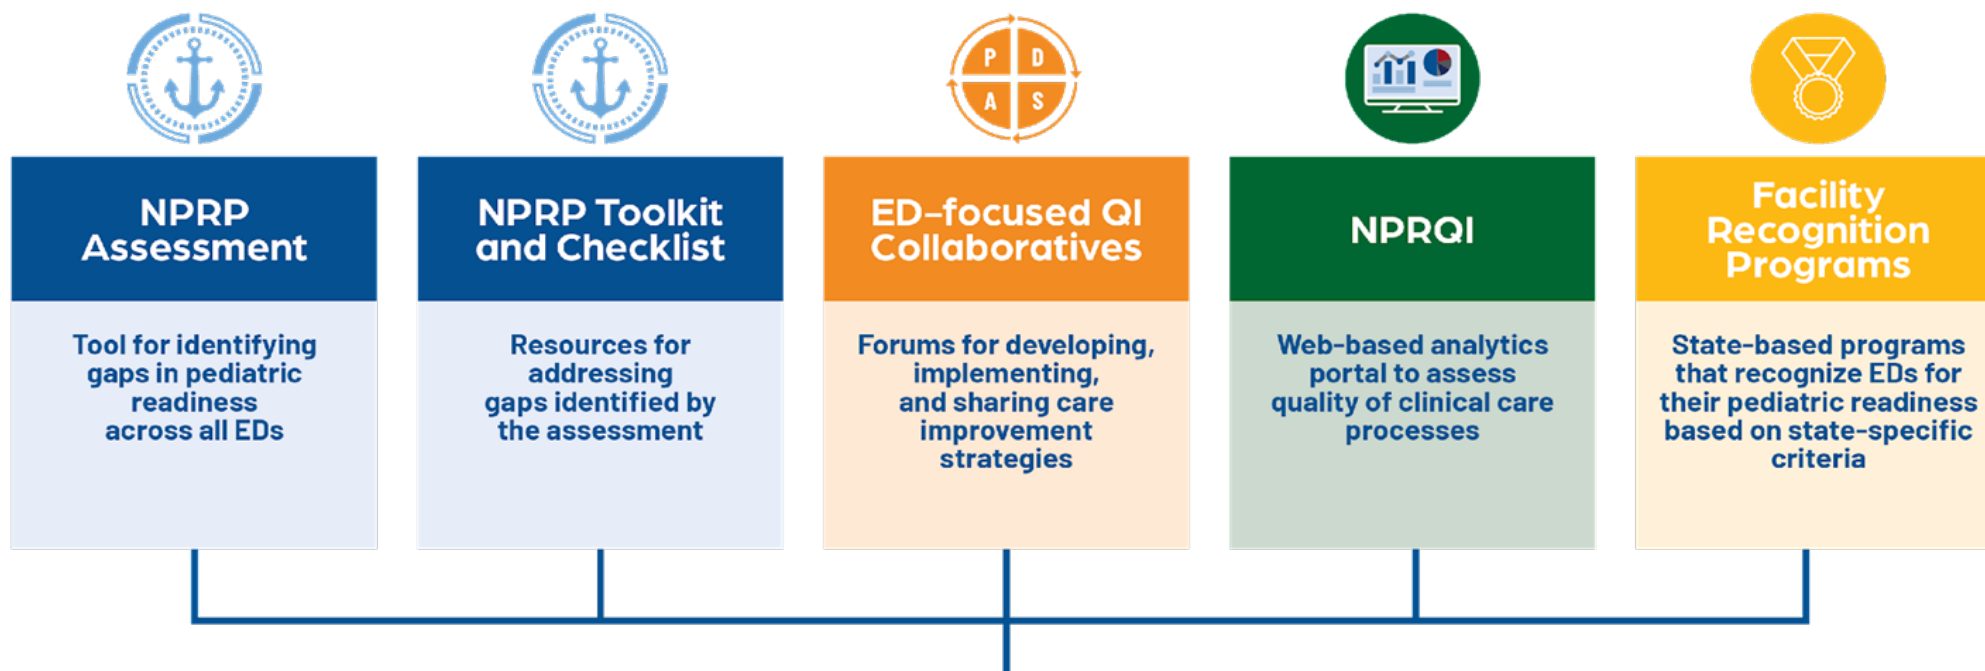 P D
A S
NPRP
Assessment
Tool for identifying
gaps in pediatric
readiness
across all EDs
NPRP Toolkit
and Checklist
Resources for
addressing
gaps identified by
the assessment
ED-focused QI
Collaboratives
Forums for developing,
implementing,
and sharing care
improvement
strategies
NPRQI
Web-based analytics
portal to assess
quality of clinical care
processes
Facility
Recognition
Programs
State-based programs
that recognize EDs for
their pediatric readiness
based on state-specific
criteria